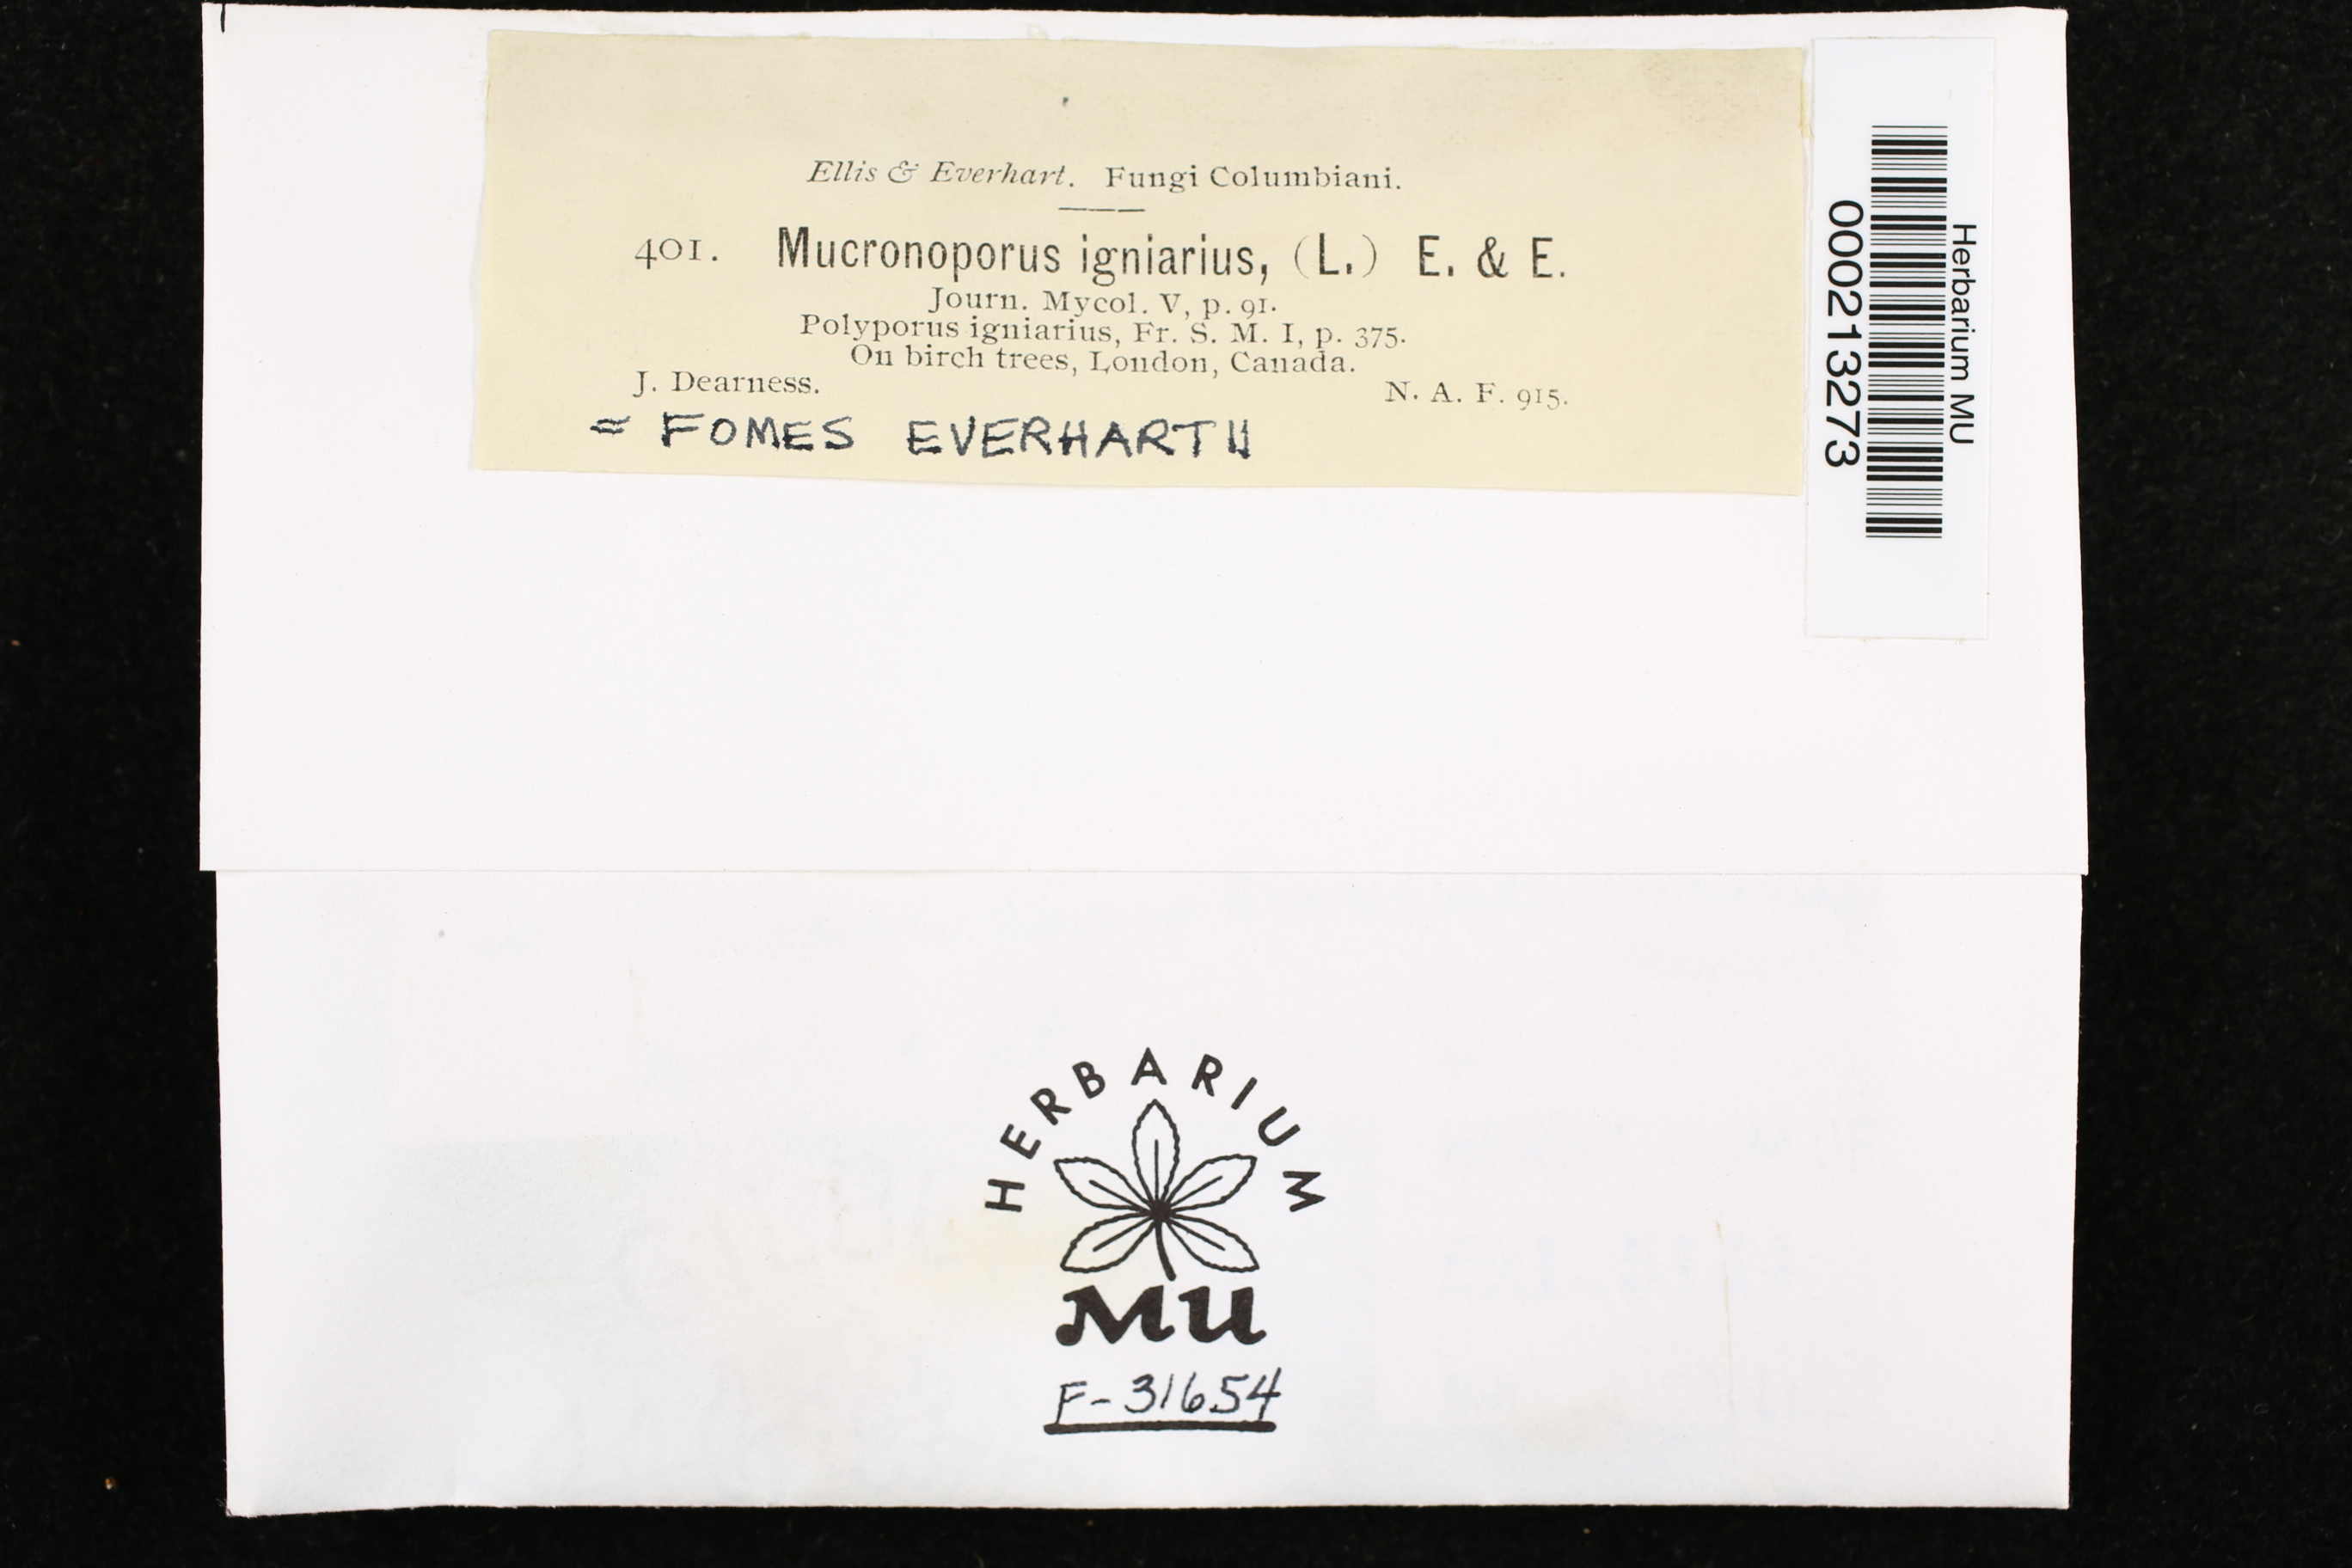 Ellis & Everhart. Fungi Columbiani.
401. Mucronoporus igniarius, (L.) E. & E.
Journ. Mycol. V, p. 91.
Polyporus igniarius, Fr. S. M. I, p. 375.
On birch trees, London, Canada.
J. Dearness. N. A. F. 915.
= FOMES EVERHARTII
Herbarium MU
000213273
HERBARIUM
MU
F-31654